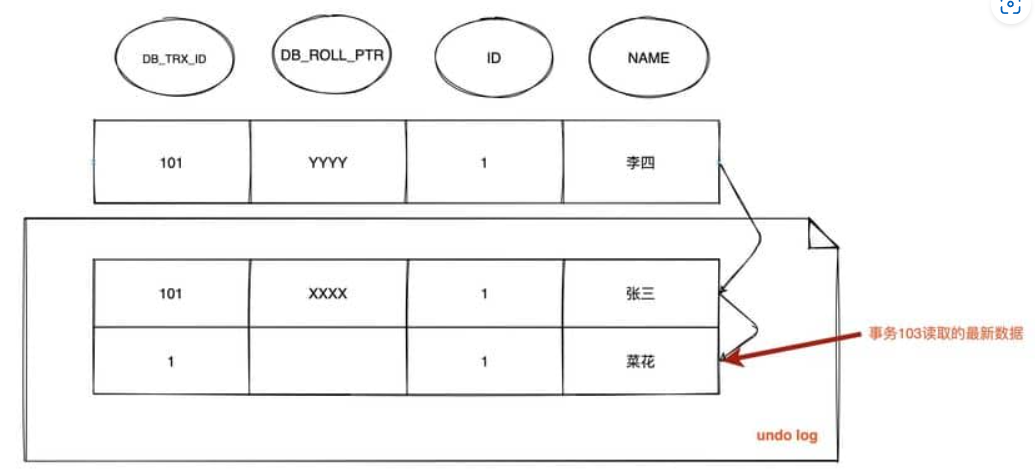 DB_TRX_ID DB_ROLL_PTR ID NAME
101 YYYY 1 李四
101 XXXX 1 张三
事务103读取的最新数据
1 1 菜花
undo log